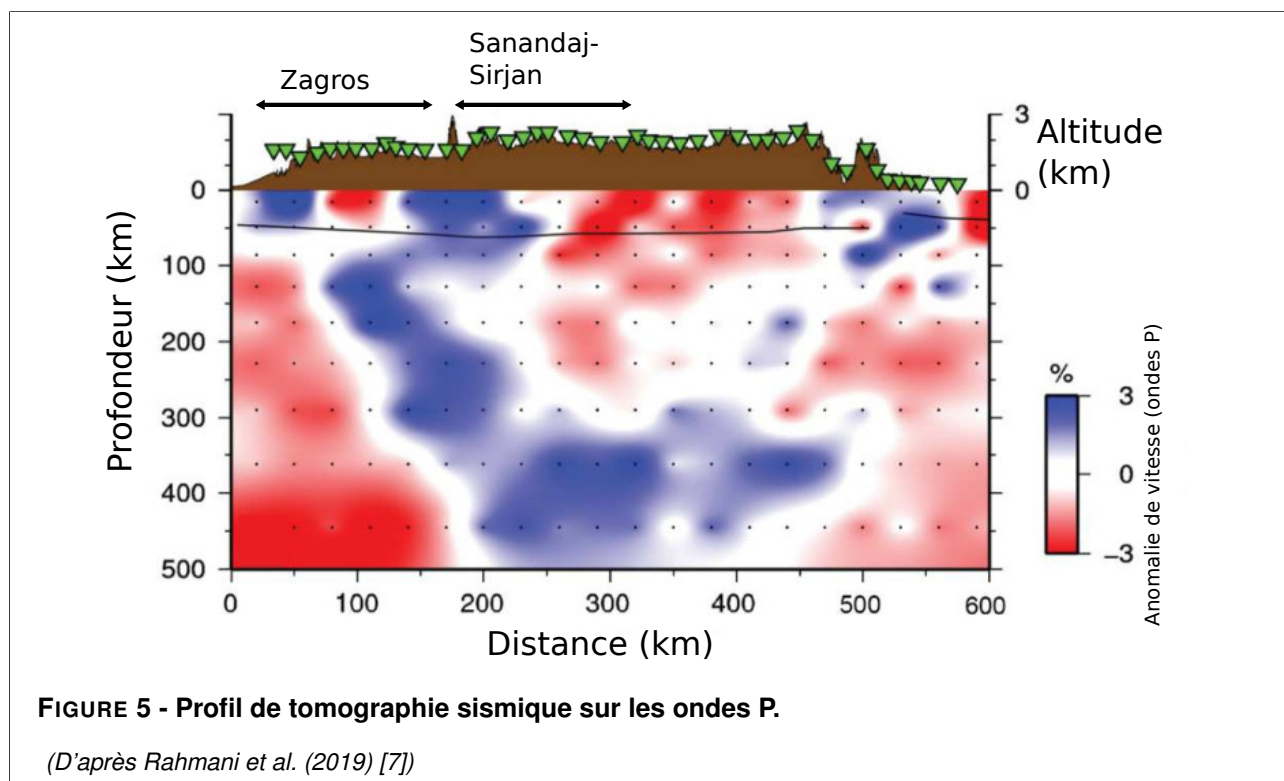 Sanandaj-
Sirjan
Zagros
3
0
Altitude
(km)
Profondeur (km)
0
100
200
300
400
500
0 100 200 300 400 500 600
Distance (km)
%
3
0
−3
Anomalie de vitesse (ondes P)
FIGURE 5 - Profil de tomographie sismique sur les ondes P.
(D'après Rahmani et al. (2019) [7])